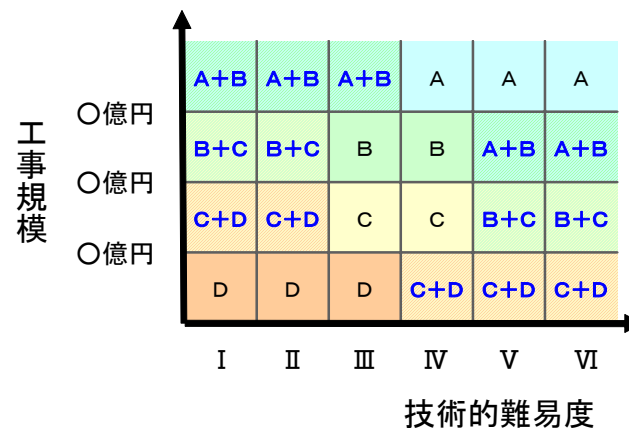 A+B A+B A+B A A A
〇億円
B+C B+C B B A+B A+B
〇億円
C+D C+D C C B+C B+C
〇億円
D D D C+D C+D C+D
工事規模
Ⅰ Ⅱ Ⅲ Ⅳ Ⅴ Ⅵ
技術的難易度